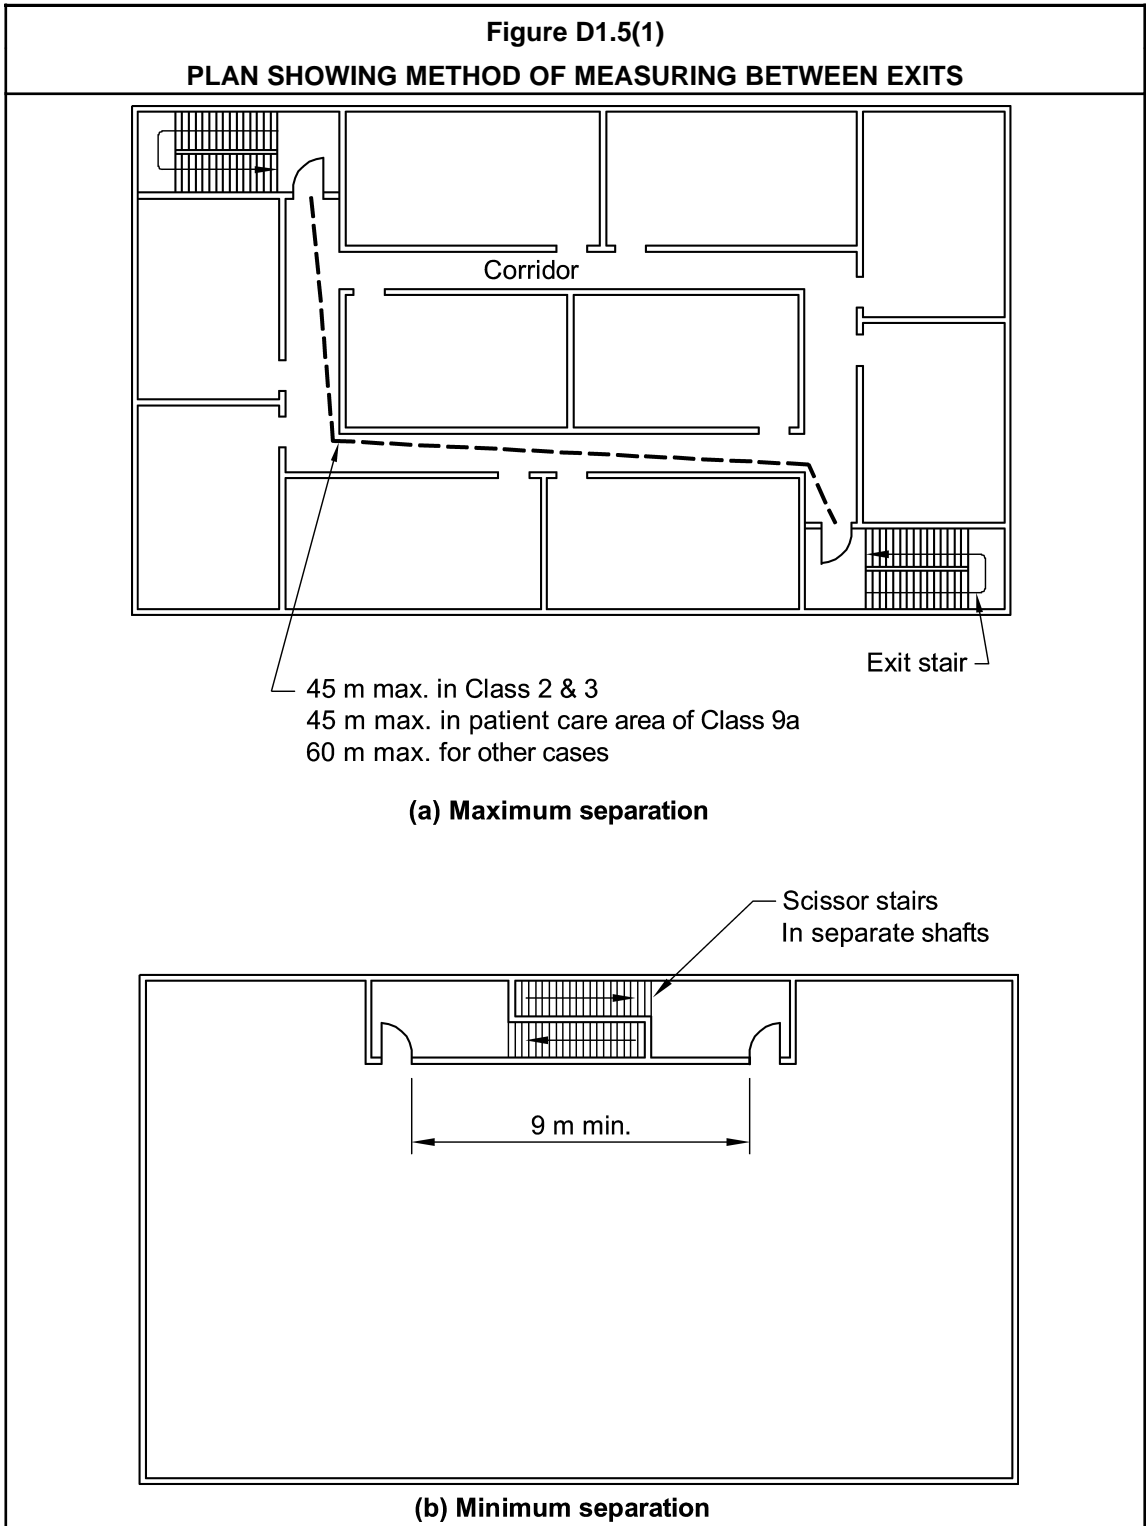 Figure D1.5(1)
PLAN SHOWING METHOD OF MEASURING BETWEEN EXITS
Corridor
Exit stair
45 m max. in Class 2 & 3
45 m max. in patient care area of Class 9a
60 m max. for other cases
(a) Maximum separation
Scissor stairs
In separate shafts
9 m min.
(b) Minimum separation